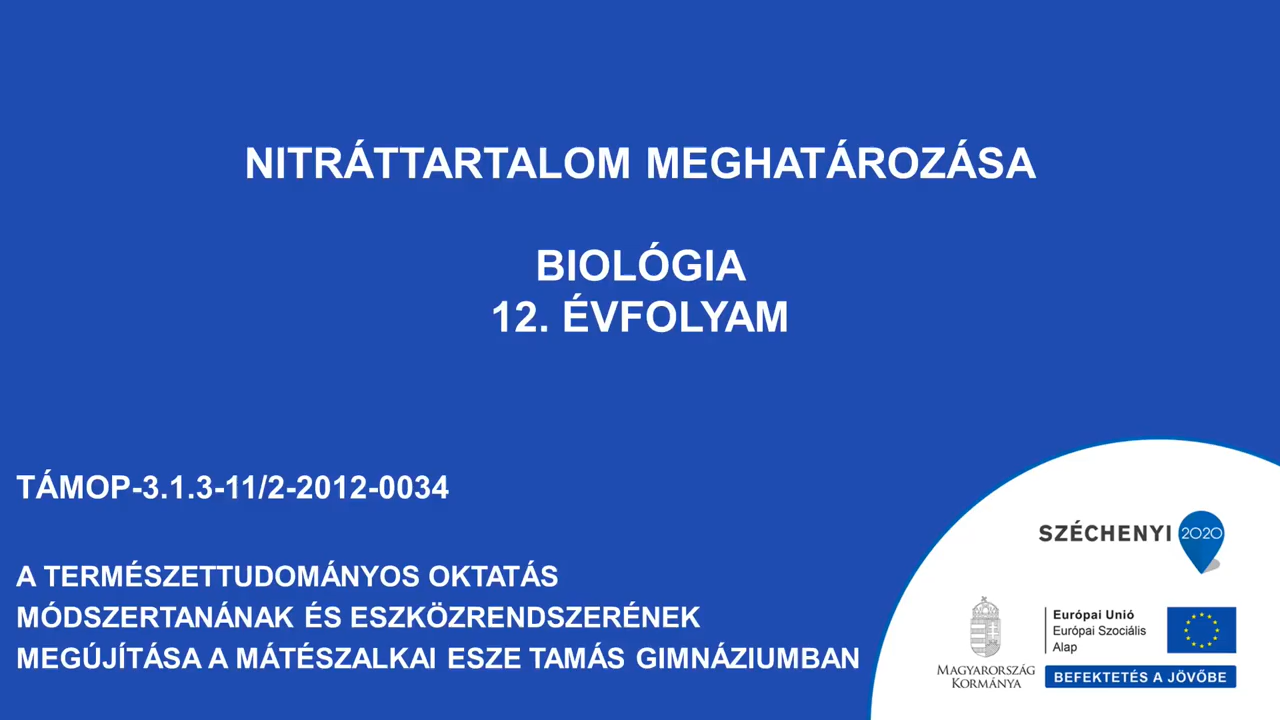 NITRÁTTARTALOM MEGHATÁROZÁSA
BIOLÓGIA
12. ÉVFOLYAM
TÁMOP-3.1.3-11/2-2012-0034
A TERMÉSZETTUDOMÁNYOS OKTATÁS
MÓDSZERTANÁNAK ÉS ESZKÖZRENDSZERÉNEK
MEGÚJÍTÁSA A MÁTÉSZALKAI ESZE TAMÁS GIMNÁZIUMBAN
SZÉCHENYI 2020
MAGYARORSZÁG
KORMÁNYA
Európai Unió
Európai Szociális
Alap
BEFEKTETÉS A JÖVŐBE